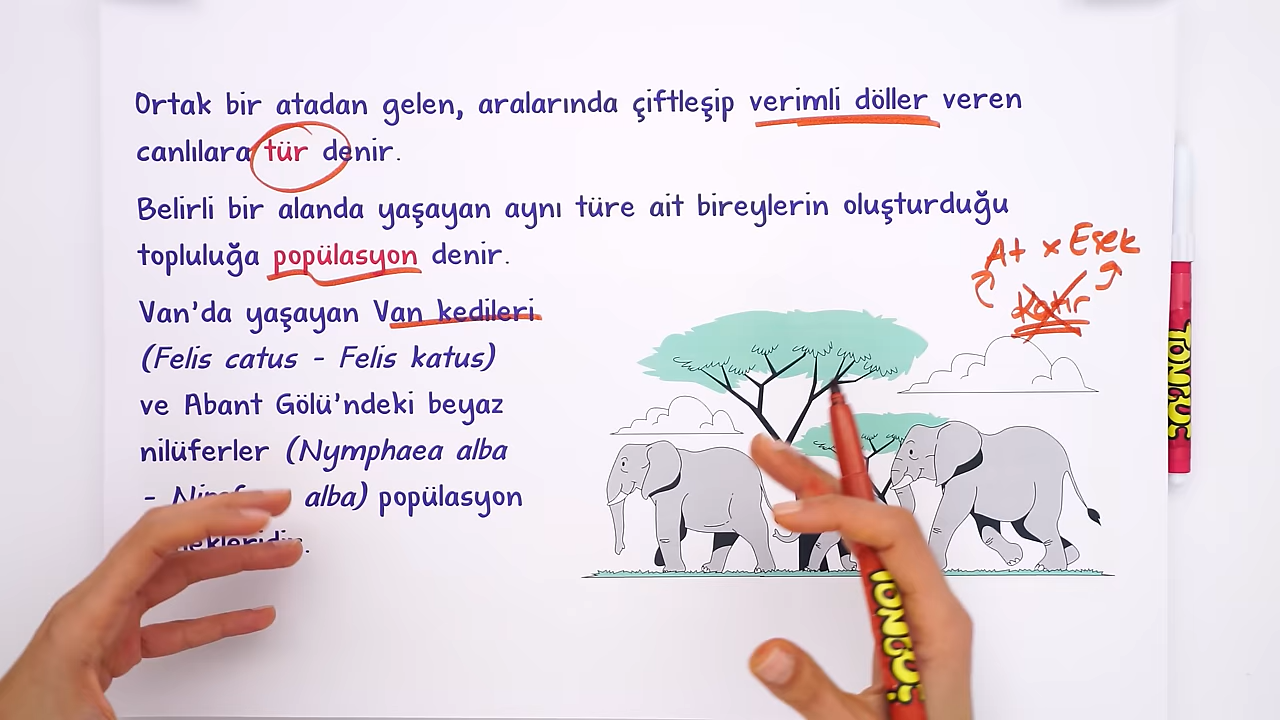 Ortak bir atadan gelen, aralarında çiftleşip verimli döller veren
canlılara tür denir.
Belirli bir alanda yaşayan aynı türe ait bireylerin oluşturduğu
topluluğa popülasyon denir.
At x Eşek
Katır
Van'da yaşayan Van kedileri
(Felis catus - Felis katus)
ve Abant Gölü'ndeki beyaz
nilüferler (Nymphaea alba
- alba) popülasyon
TONGUÇ
TONGUÇ